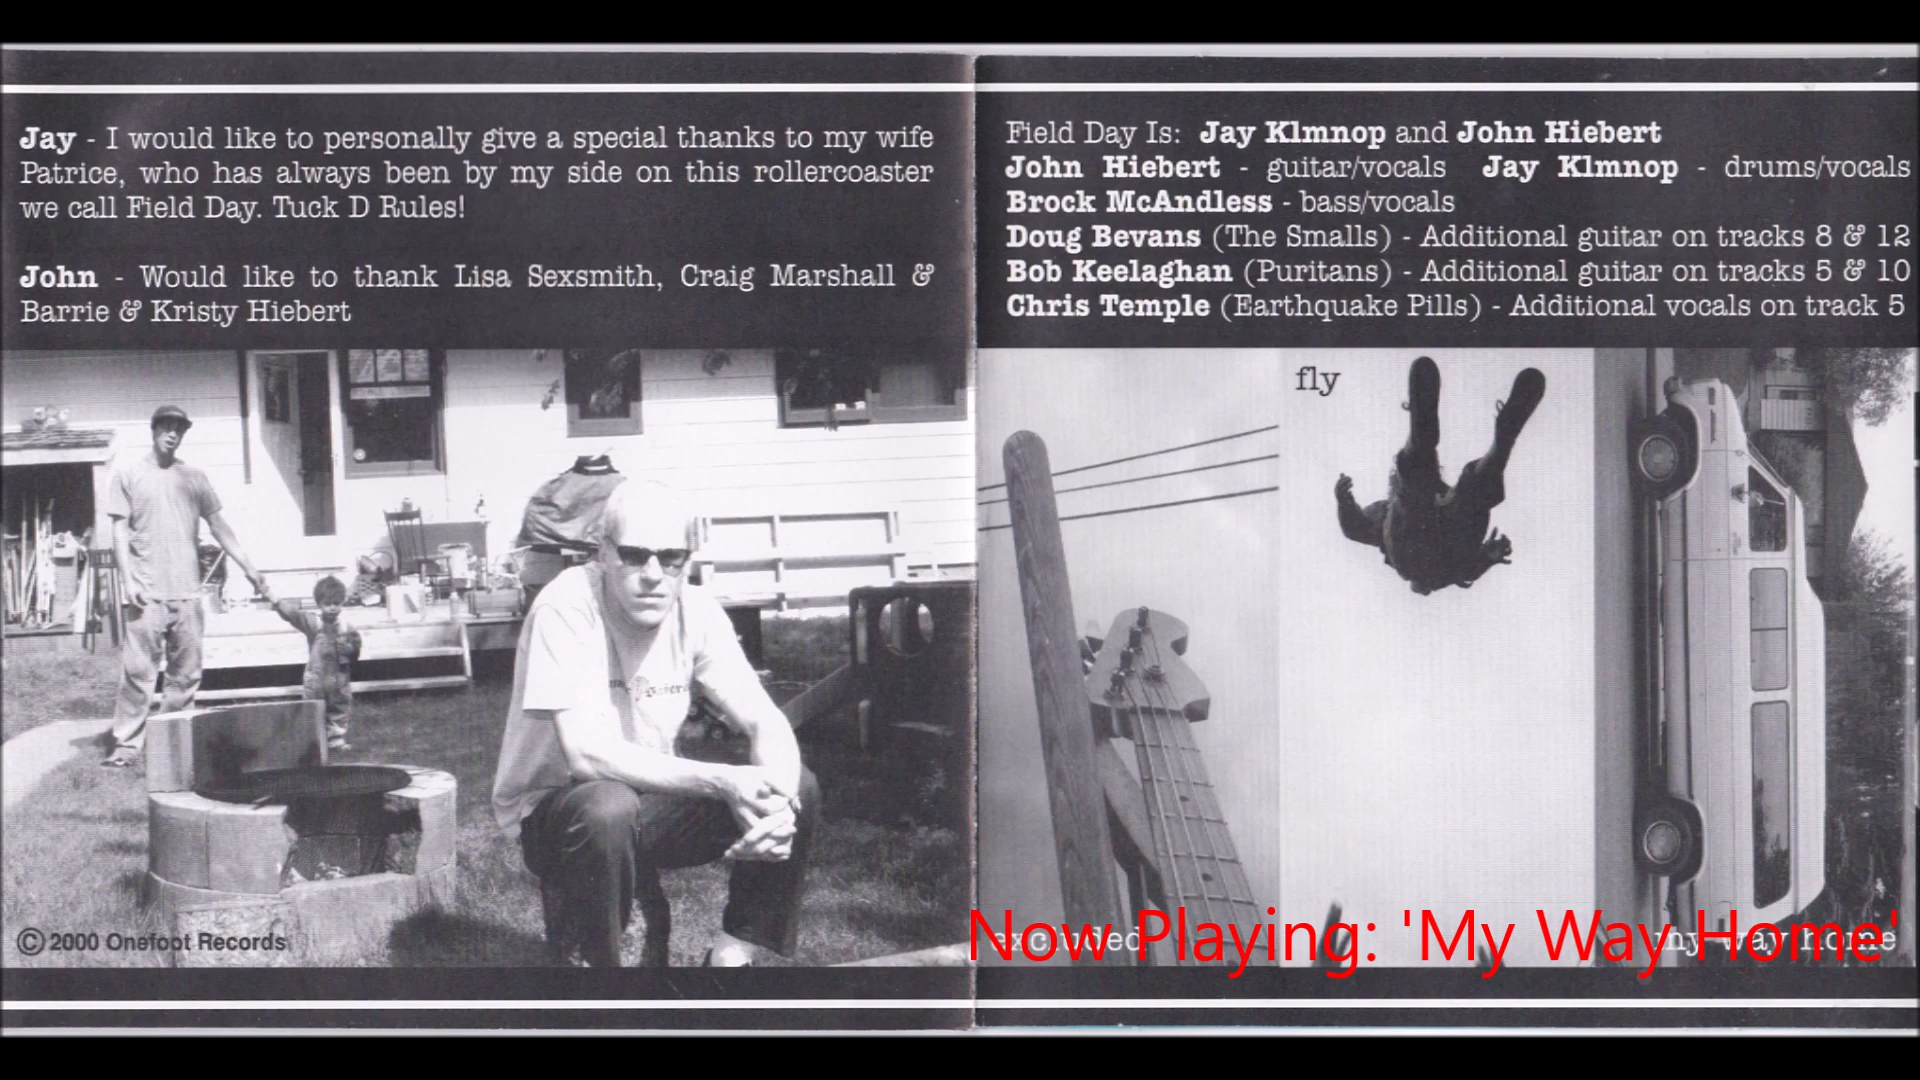 Jay - I would like to personally give a special thanks to my wife
Patrice, who has always been by my side on this rollercoaster
we call Field Day. Tuck D Rules!
John - Would like to thank Lisa Sexsmith, Craig Marshall &
Barrie & Kristy Hiebert
© 2000 Onefoot Records
Field Day Is: Jay Klmnop and John Hiebert
John Hiebert - guitar/vocals Jay Klmnop - drums/vocals
Brock McAndless - bass/vocals
Doug Bevans (The Smalls) - Additional guitar on tracks 8 & 12
Bob Keelaghan (Puritans) - Additional guitar on tracks 5 & 10
Chris Temple (Earthquake Pills) - Additional vocals on track 5
fly
excluded
my way home
Now Playing: 'My Way Home'